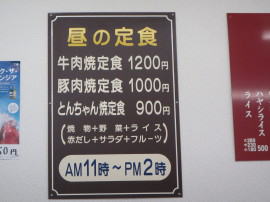 昼の定食
牛肉焼定食 1200円
豚肉焼定食 1000円
とんちゃん焼定食 900円
(焼物+野菜+ライス)
赤だし+サラダ+フルーツ
AM11時～PM2時
ハヤシライス
ライス
500